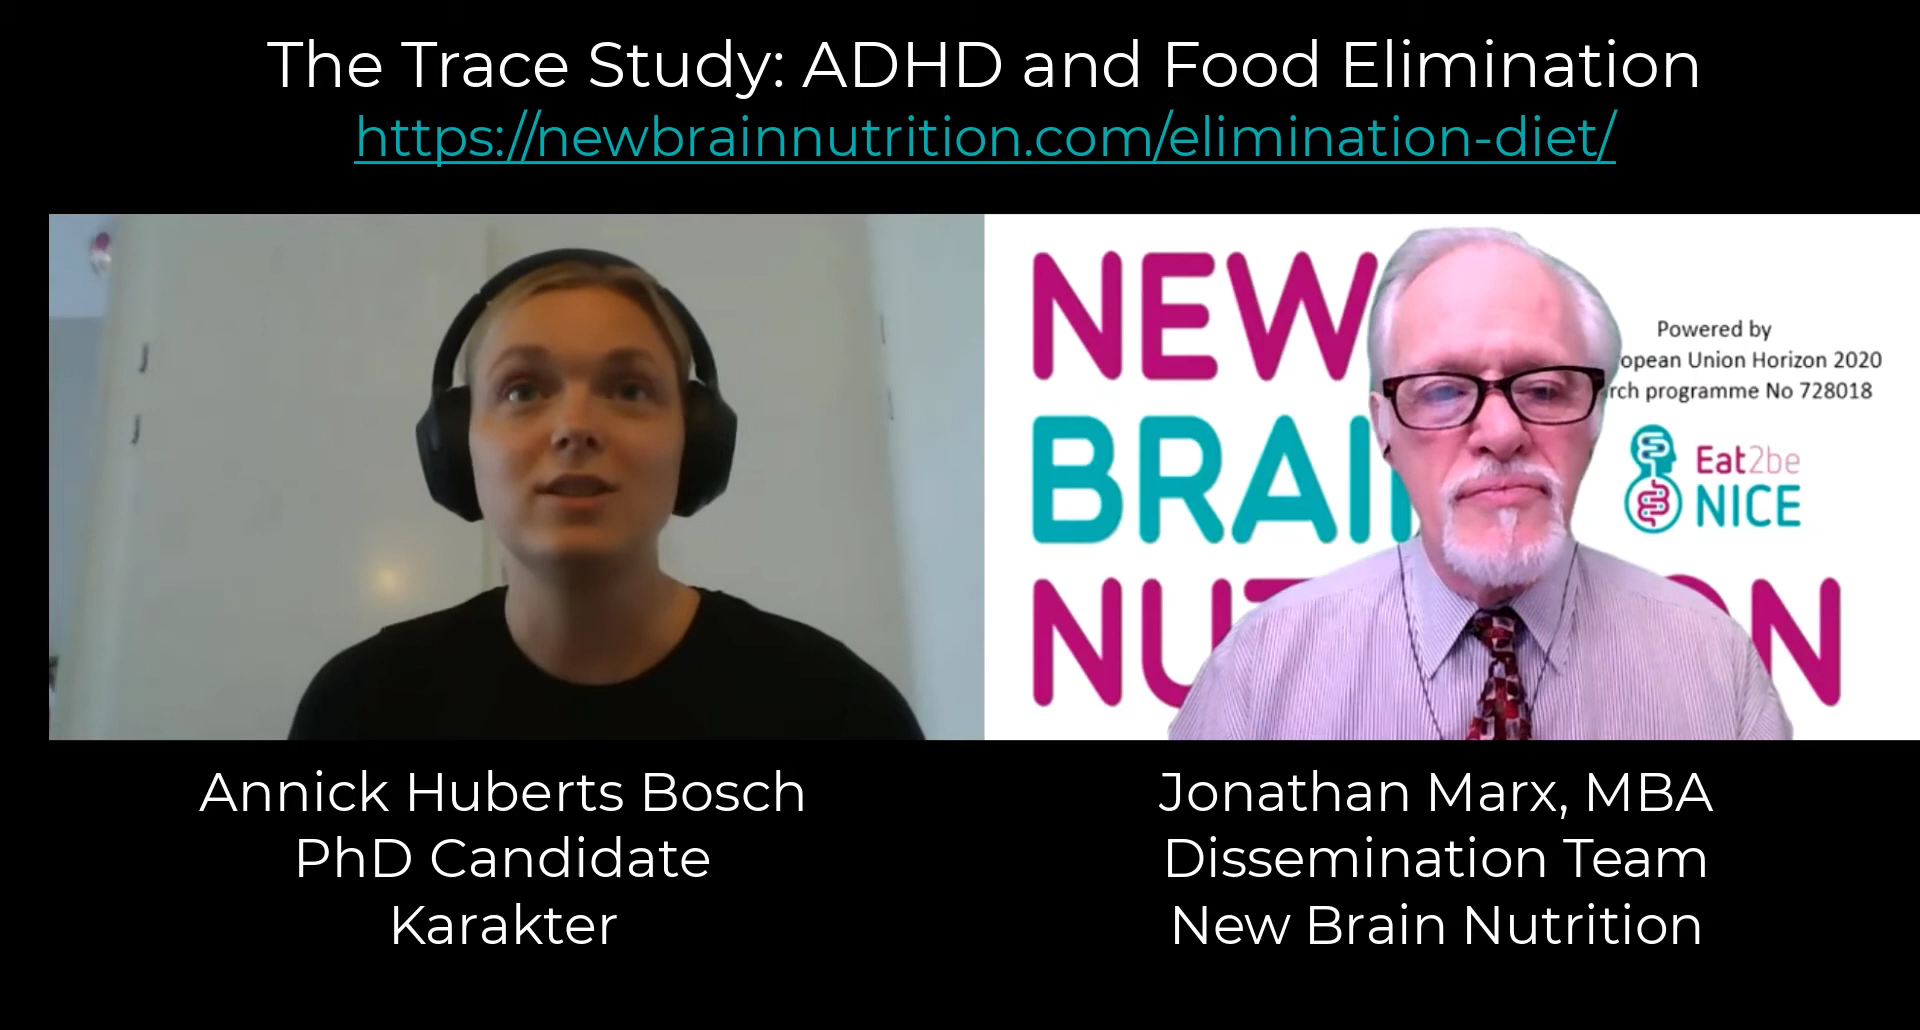 The Trace Study: ADHD and Food Elimination
https://newbrainnutrition.com/elimination-diet/
NEW
Powered by
opean Union Horizon 2020
rch programme No 728018
BRAI
Eat2be
NICE
NU ON
Annick Huberts Bosch
PhD Candidate
Karakter
Jonathan Marx, MBA
Dissemination Team
New Brain Nutrition